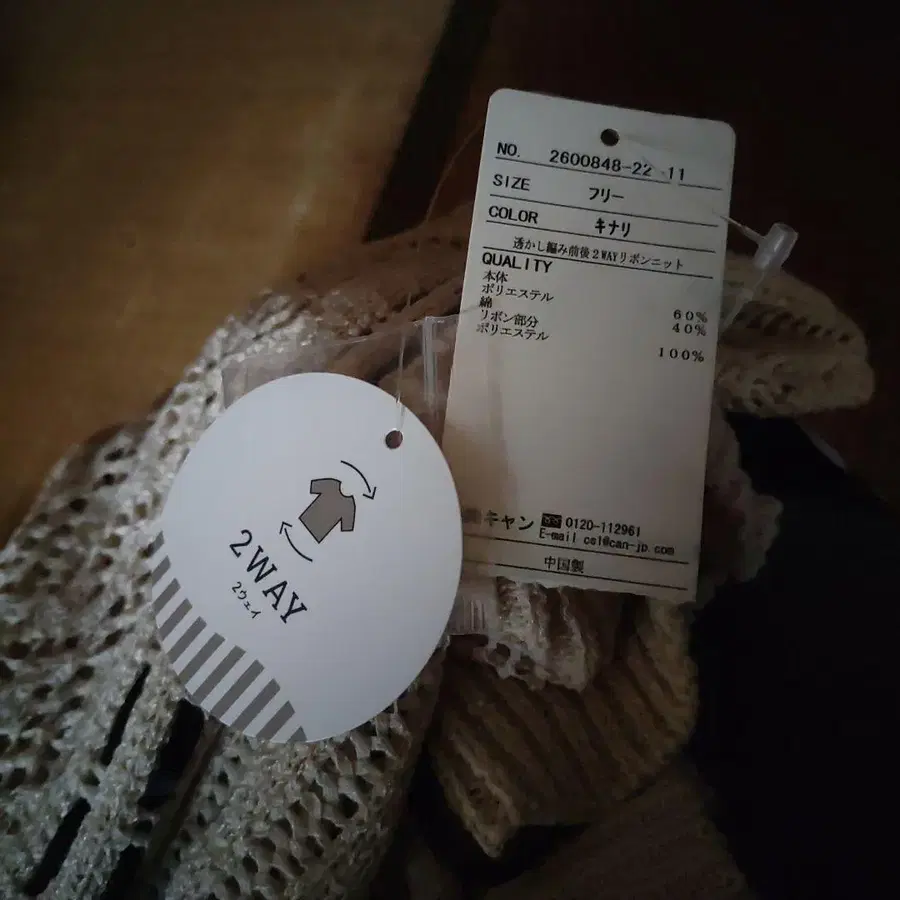 NO. 2600848-22 11
SIZE フリー
COLOR キナリ
透かし編み前後2WAYリボンニット
QUALITY
本体
ポリエステル 60%
綿 40%
リボン部分
ポリエステル 100%
キャン 0120-112961
E-mail cs1@can-jp.com
中国製
2WAY
2ウェイ